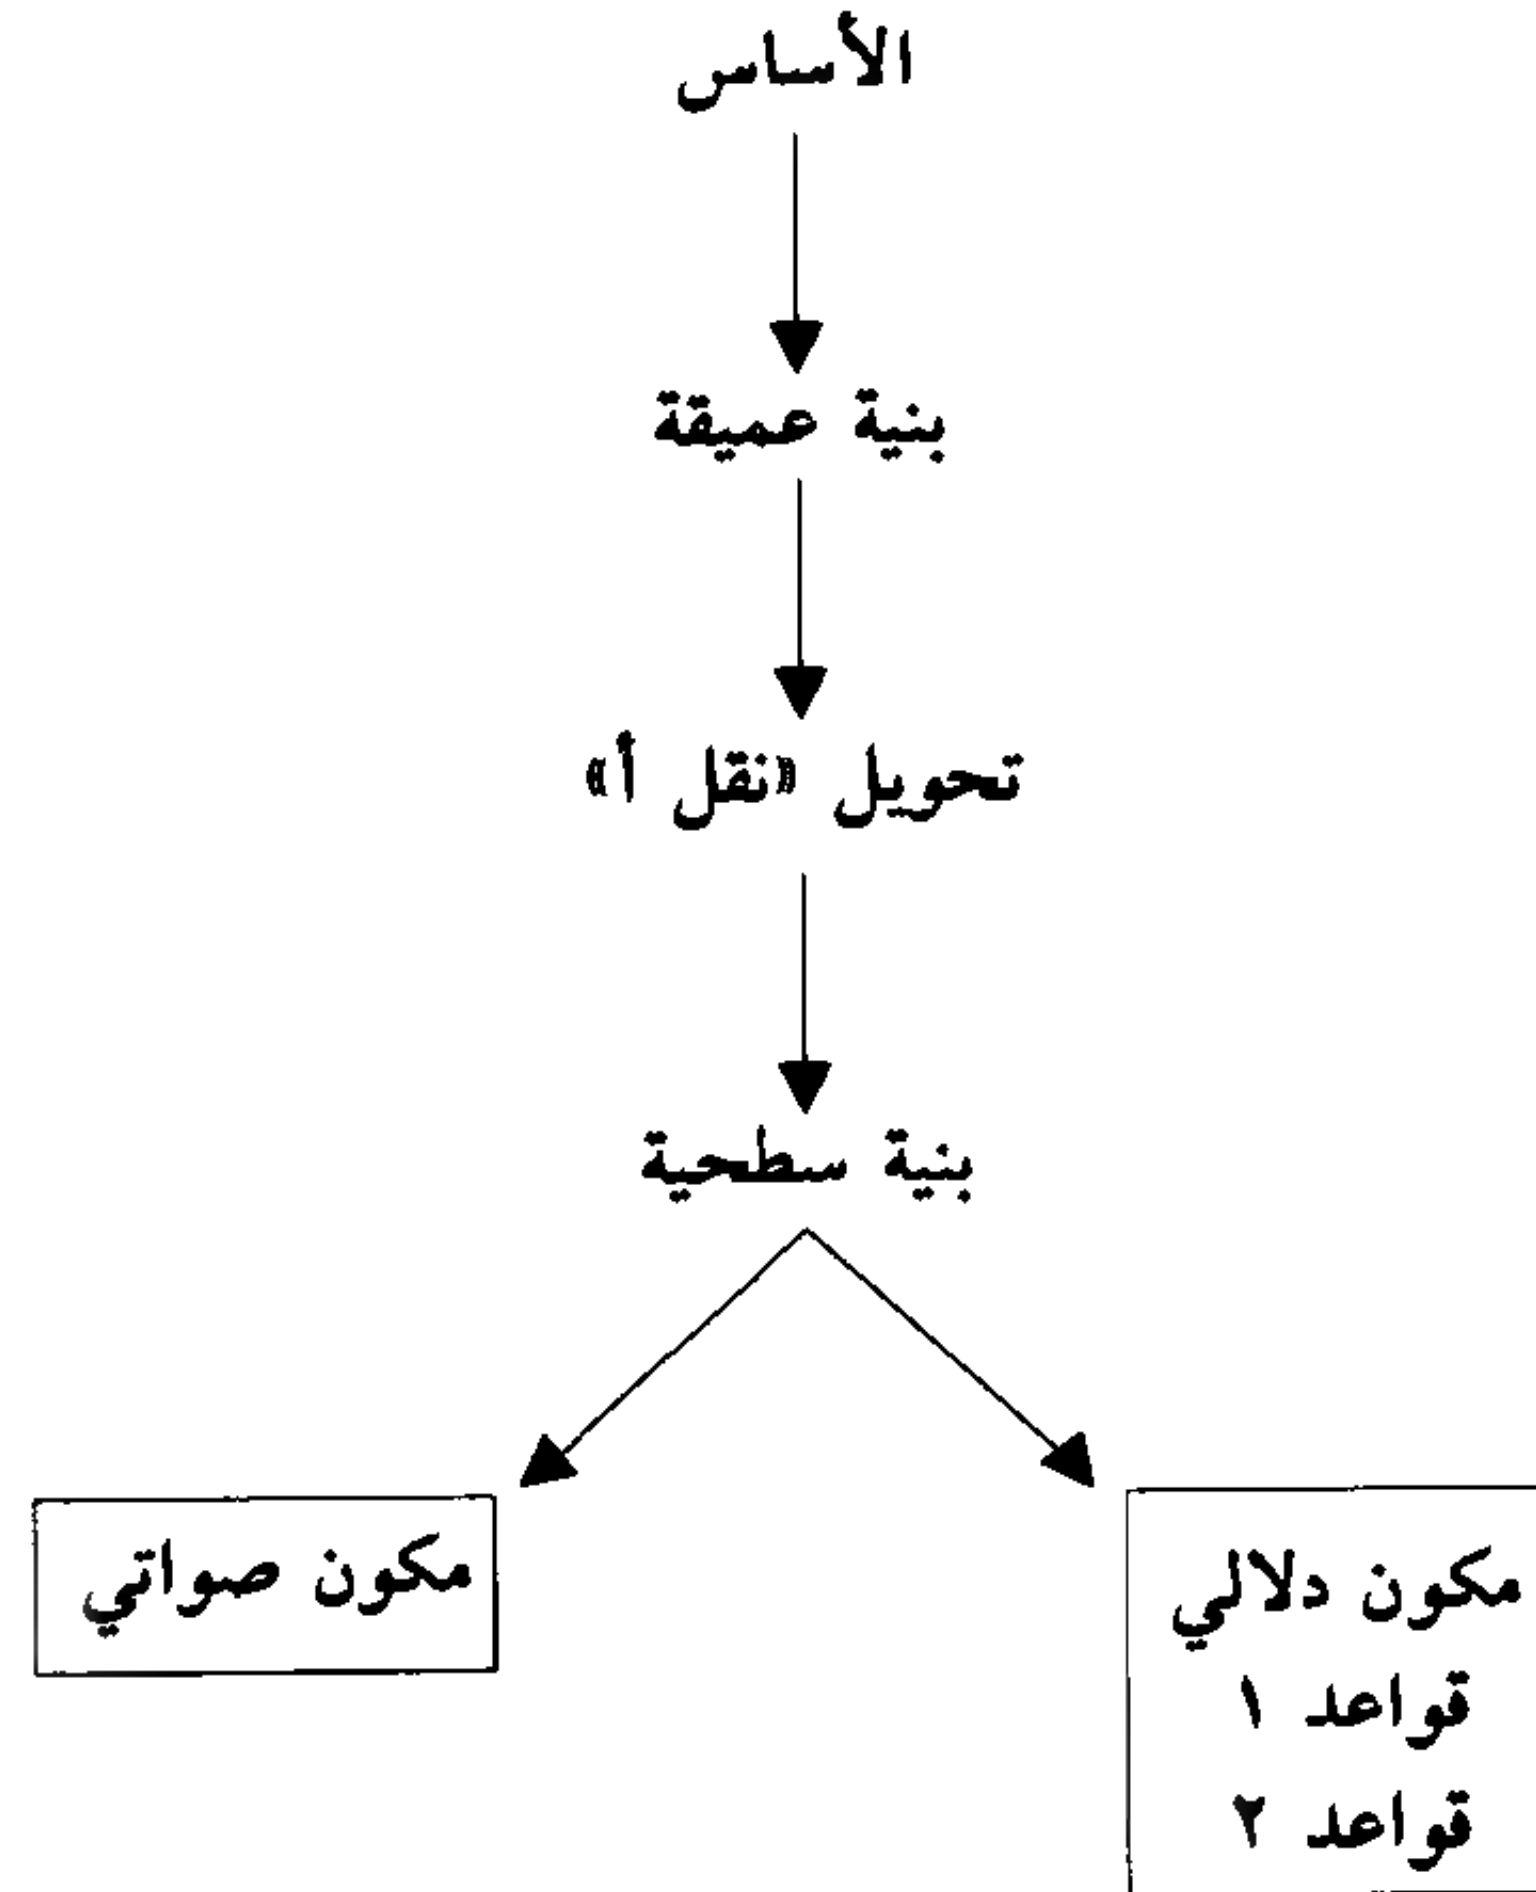 الأساس
بنية عميقة
تحويل «نقل أ»
بنية سطحية
مكون دلالي
قواعد ١
قواعد ٢
مكون صواتي